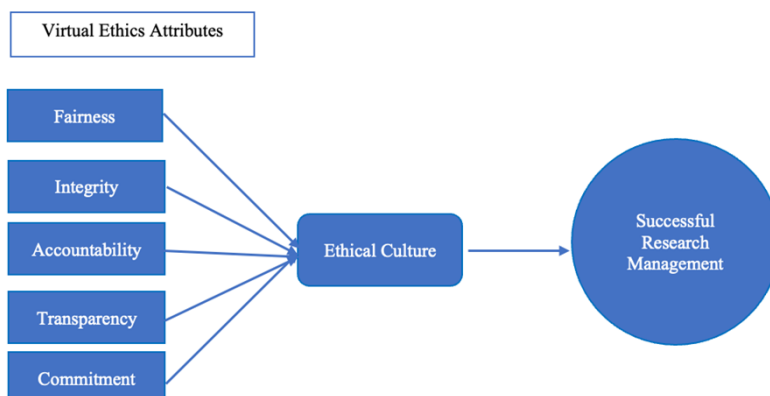 Virtual Ethics Attributes
Fairness
Integrity
Accountability
Transparency
Commitment
Ethical Culture
Successful
Research
Management